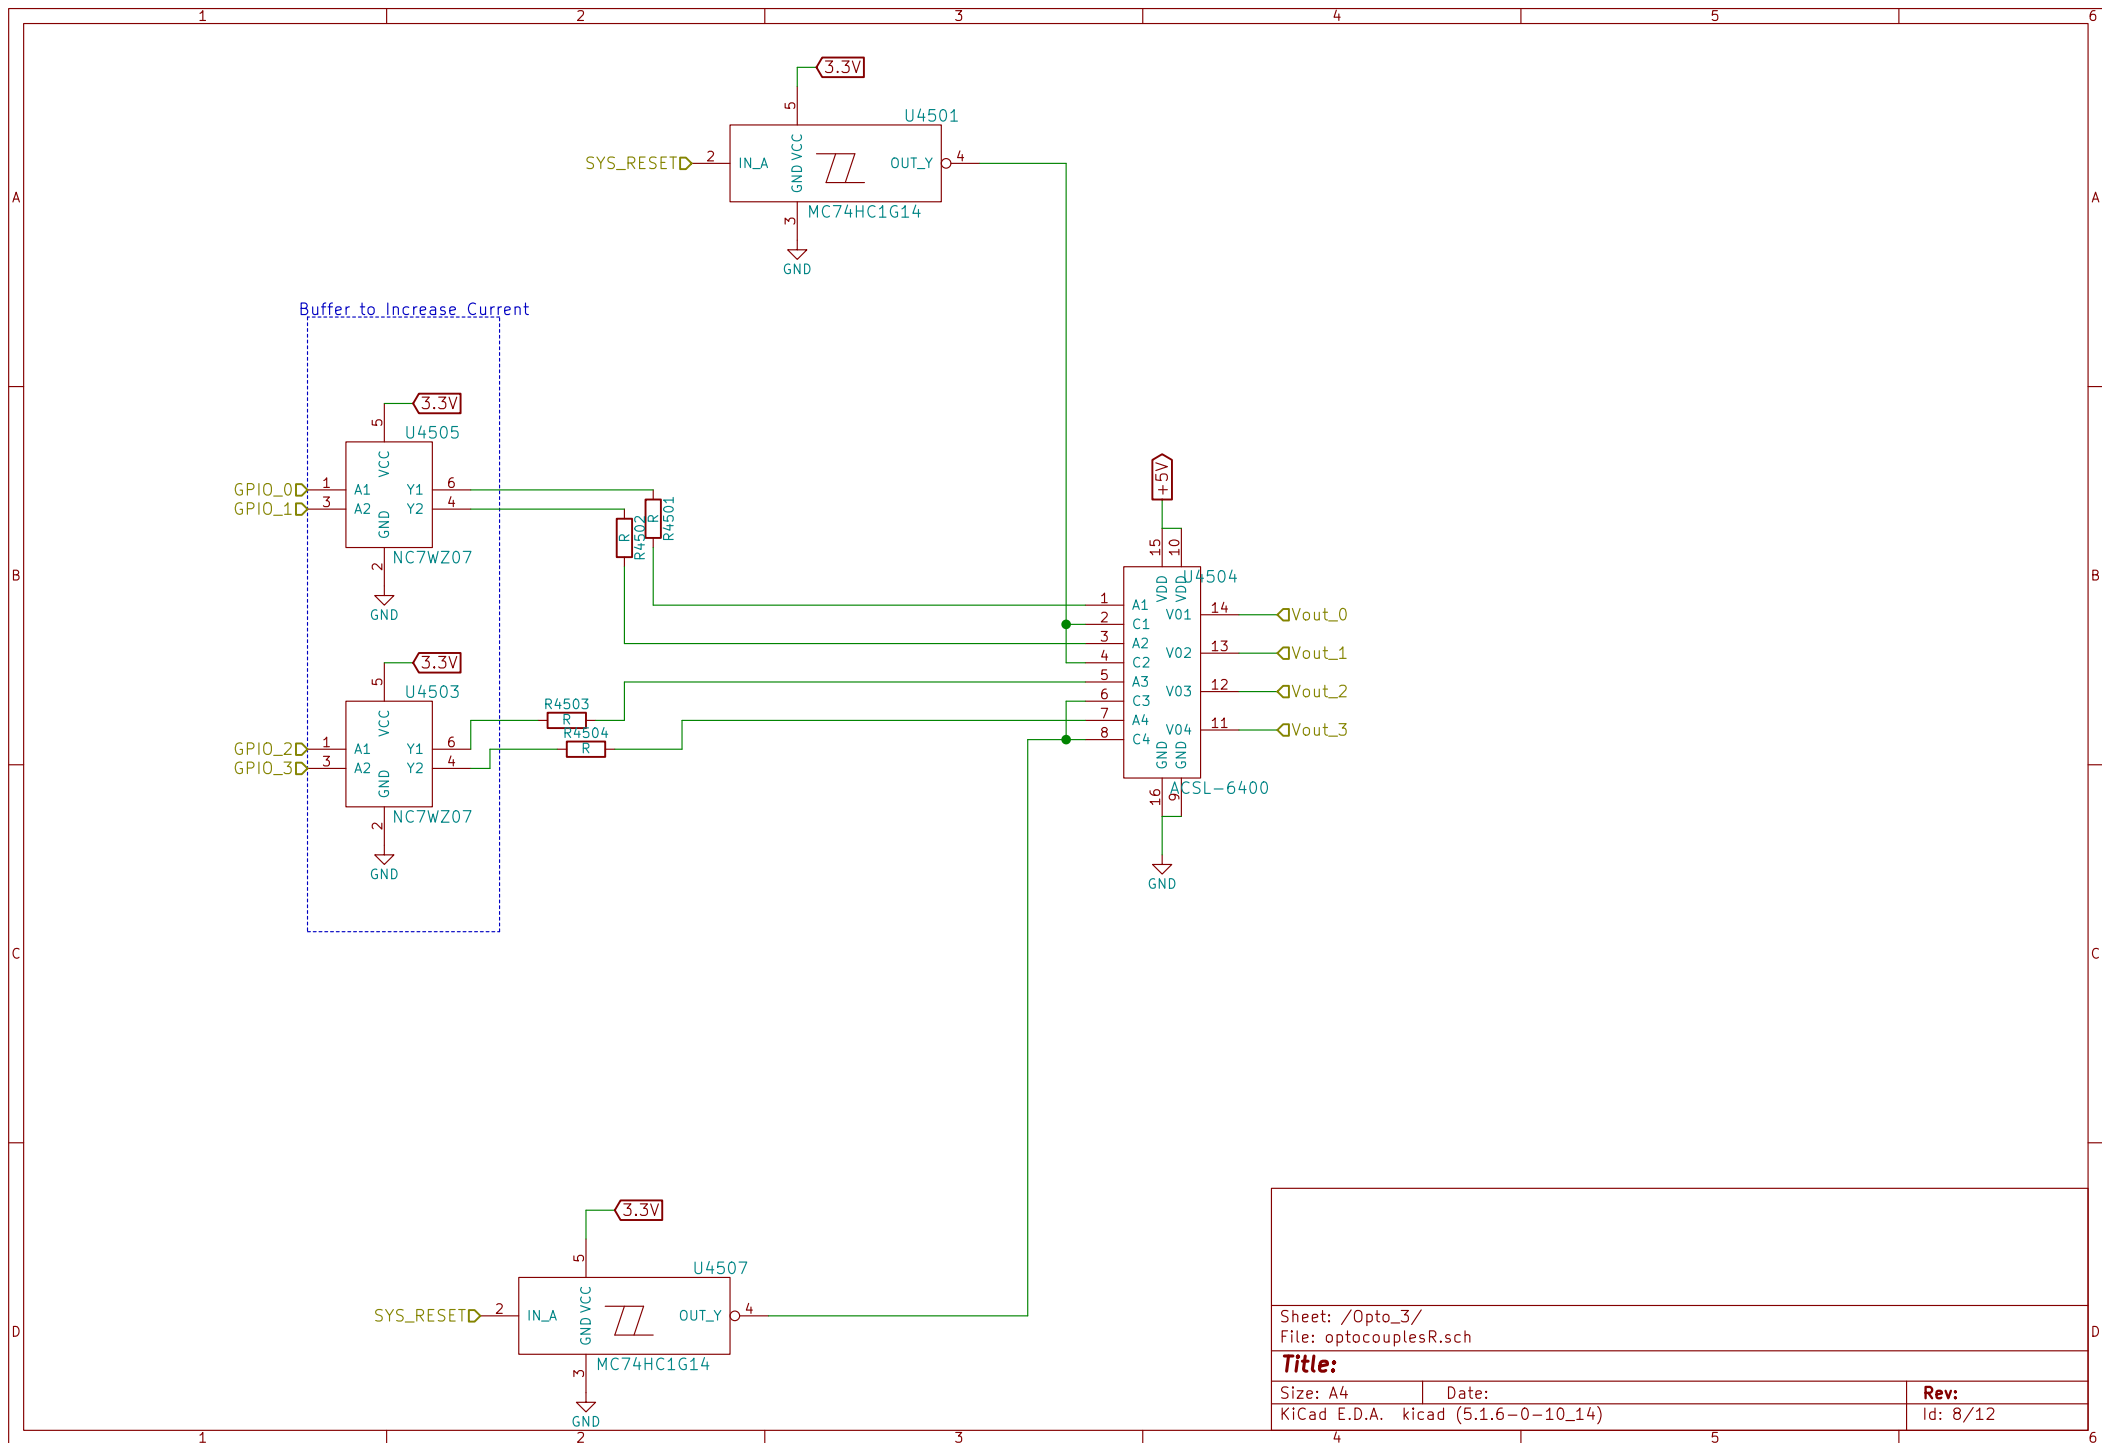 1 2 3 4 5 6
A
B
C
D
A
B
C
D
3.3V
5
U4501
SYS_RESET 2 IN_A GND VCC OUT_Y 4
MC74HC1G14
3
GND
Buffer to Increase Current
3.3V
5
U4505
VCC
GPIO_0 1 A1 Y1 6
GPIO_1 3 A2 Y2 4
GND
NC7WZ07
2
GND
R R4501
R R4502
3.3V
5
U4503
VCC
GPIO_2 1 A1 Y1 6
GPIO_3 3 A2 Y2 4
GND
NC7WZ07
2
GND
R4503
R
R4504
R
+5V
15 10
U4504
VDD VDD
1 A1
2 C1
3 A2
4 C2
5 A3
6 C3
7 A4
8 C4
V01 14 Vout_0
V02 13 Vout_1
V03 12 Vout_2
V04 11 Vout_3
GND GND
ACSL-6400
16 9
GND
3.3V
5
U4507
SYS_RESET 2 IN_A GND VCC OUT_Y 4
MC74HC1G14
3
GND
Sheet: /Opto_3/
File: optocouplesR.sch
Title:
Size: A4 Date: Rev:
KiCad E.D.A. kicad (5.1.6-0-10_14) Id: 8/12
1 2 3 4 5 6